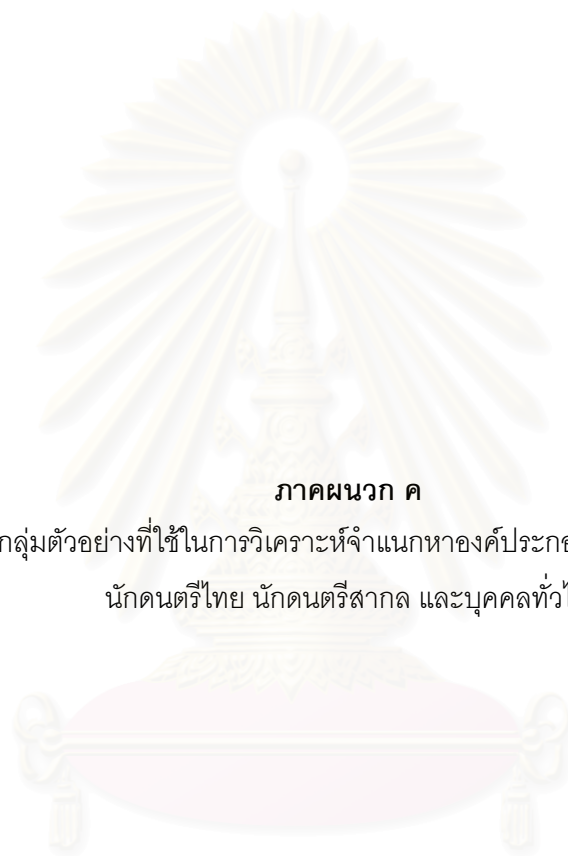 ภาคผนวก ค
กลุ่มตัวอย่างที่ใช้ในการวิเคราะห์จำแนกหาองค์ประกอ
นักดนตรีไทย นักดนตรีสากล และบุคคลทั่วไ